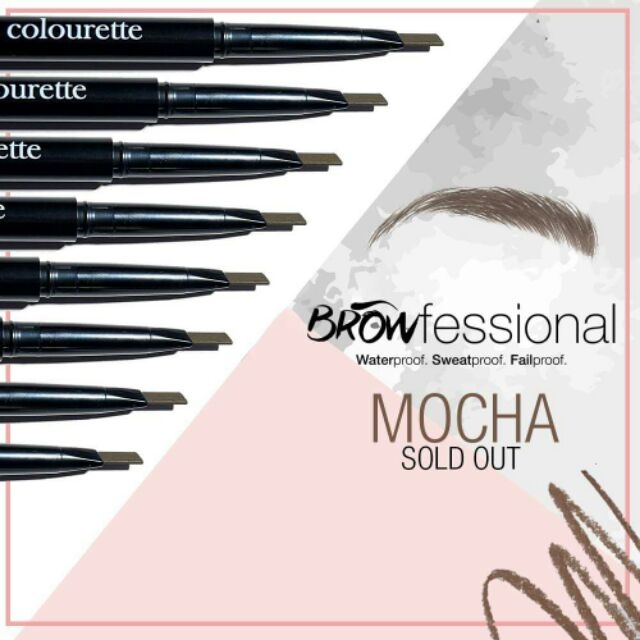 colourette
ourette
ette
e
BROWfessional
Waterproof. Sweatproof. Failproof.
MOCHA
SOLD OUT